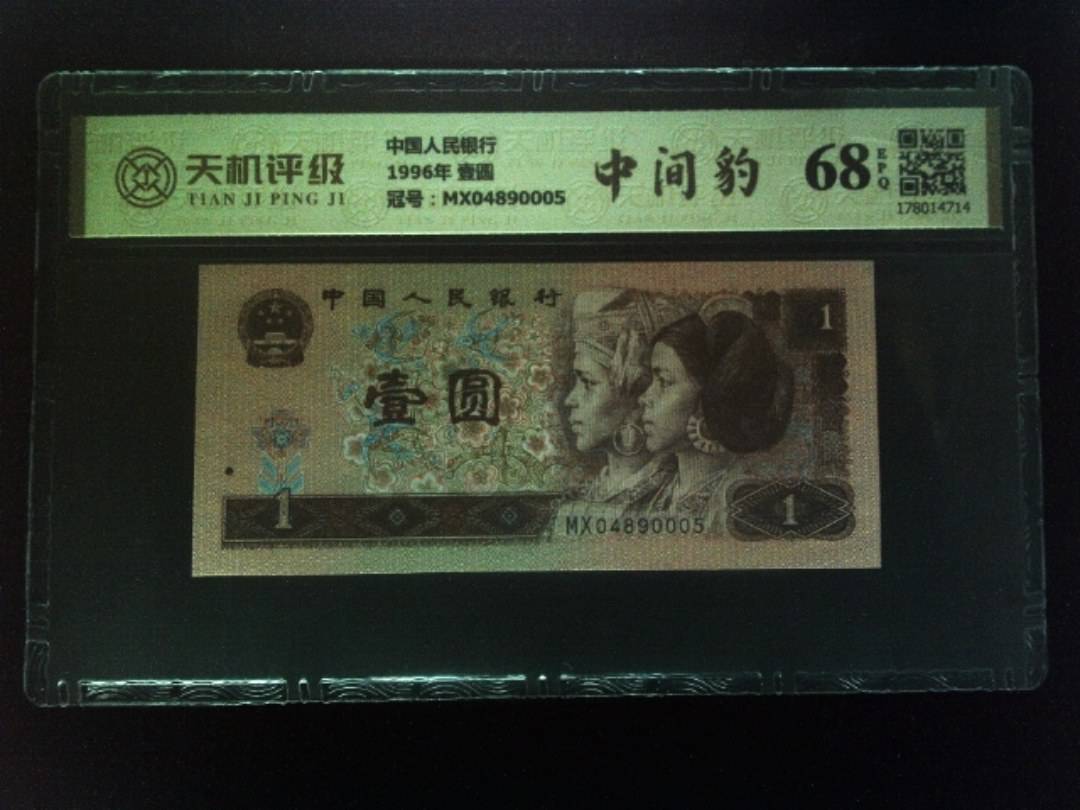 天机评级
TIAN JI PING JI
中国人民银行
1996年 壹圆
冠号：MX04890005
中间豹
68
EPQ
178014714
中国人民银行
1
壹圆
1
MX04890005
1